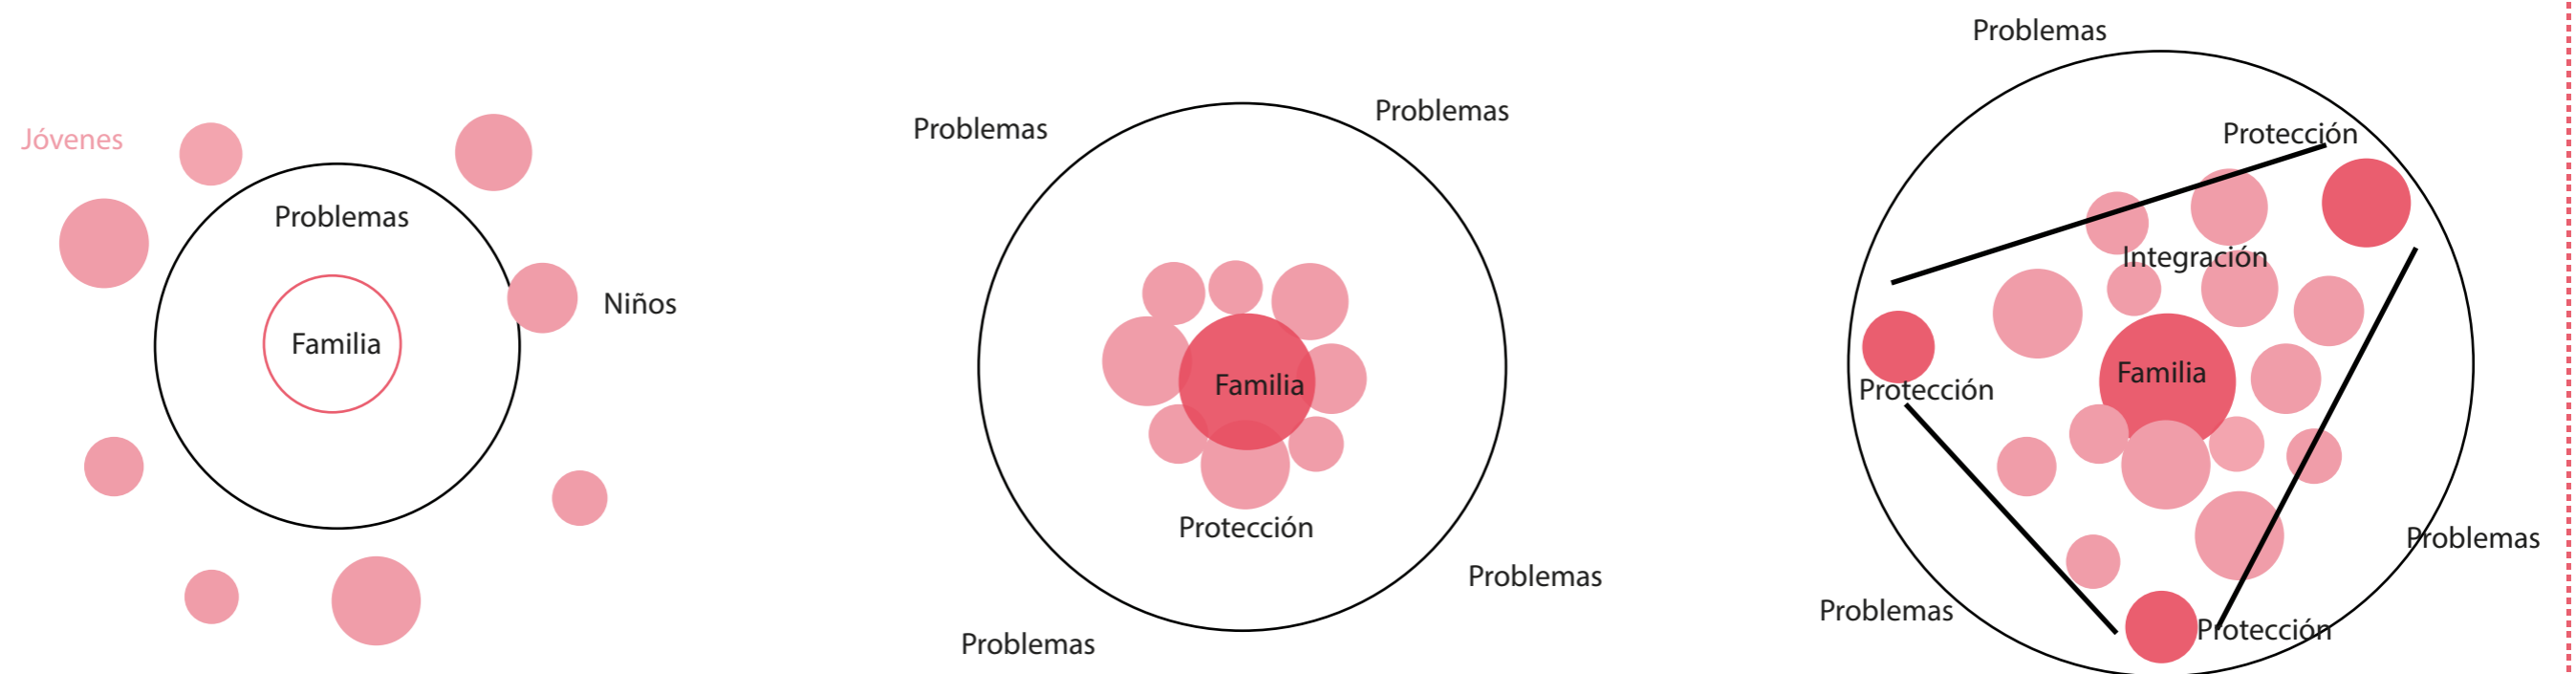 Jóvenes
Problemas
Familia
Niños
Problemas
Problemas
Familia
Protección
Problemas
Problemas
Problemas
Protección
Integración
Familia
Protección
Problemas
Problemas
Protección